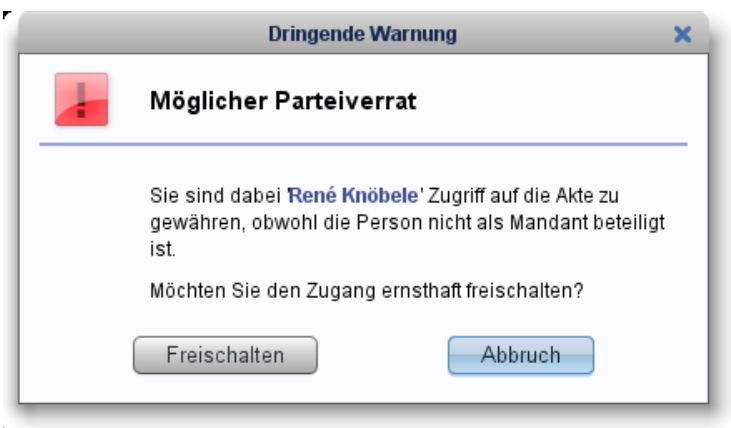 Dringende Warnung
Möglicher Parteiverrat
Sie sind dabei 'René Knöbele' Zugriff auf die Akte zu
gewähren, obwohl die Person nicht als Mandant beteiligt
ist.
Möchten Sie den Zugang ernsthaft freischalten?
Freischalten Abbruch